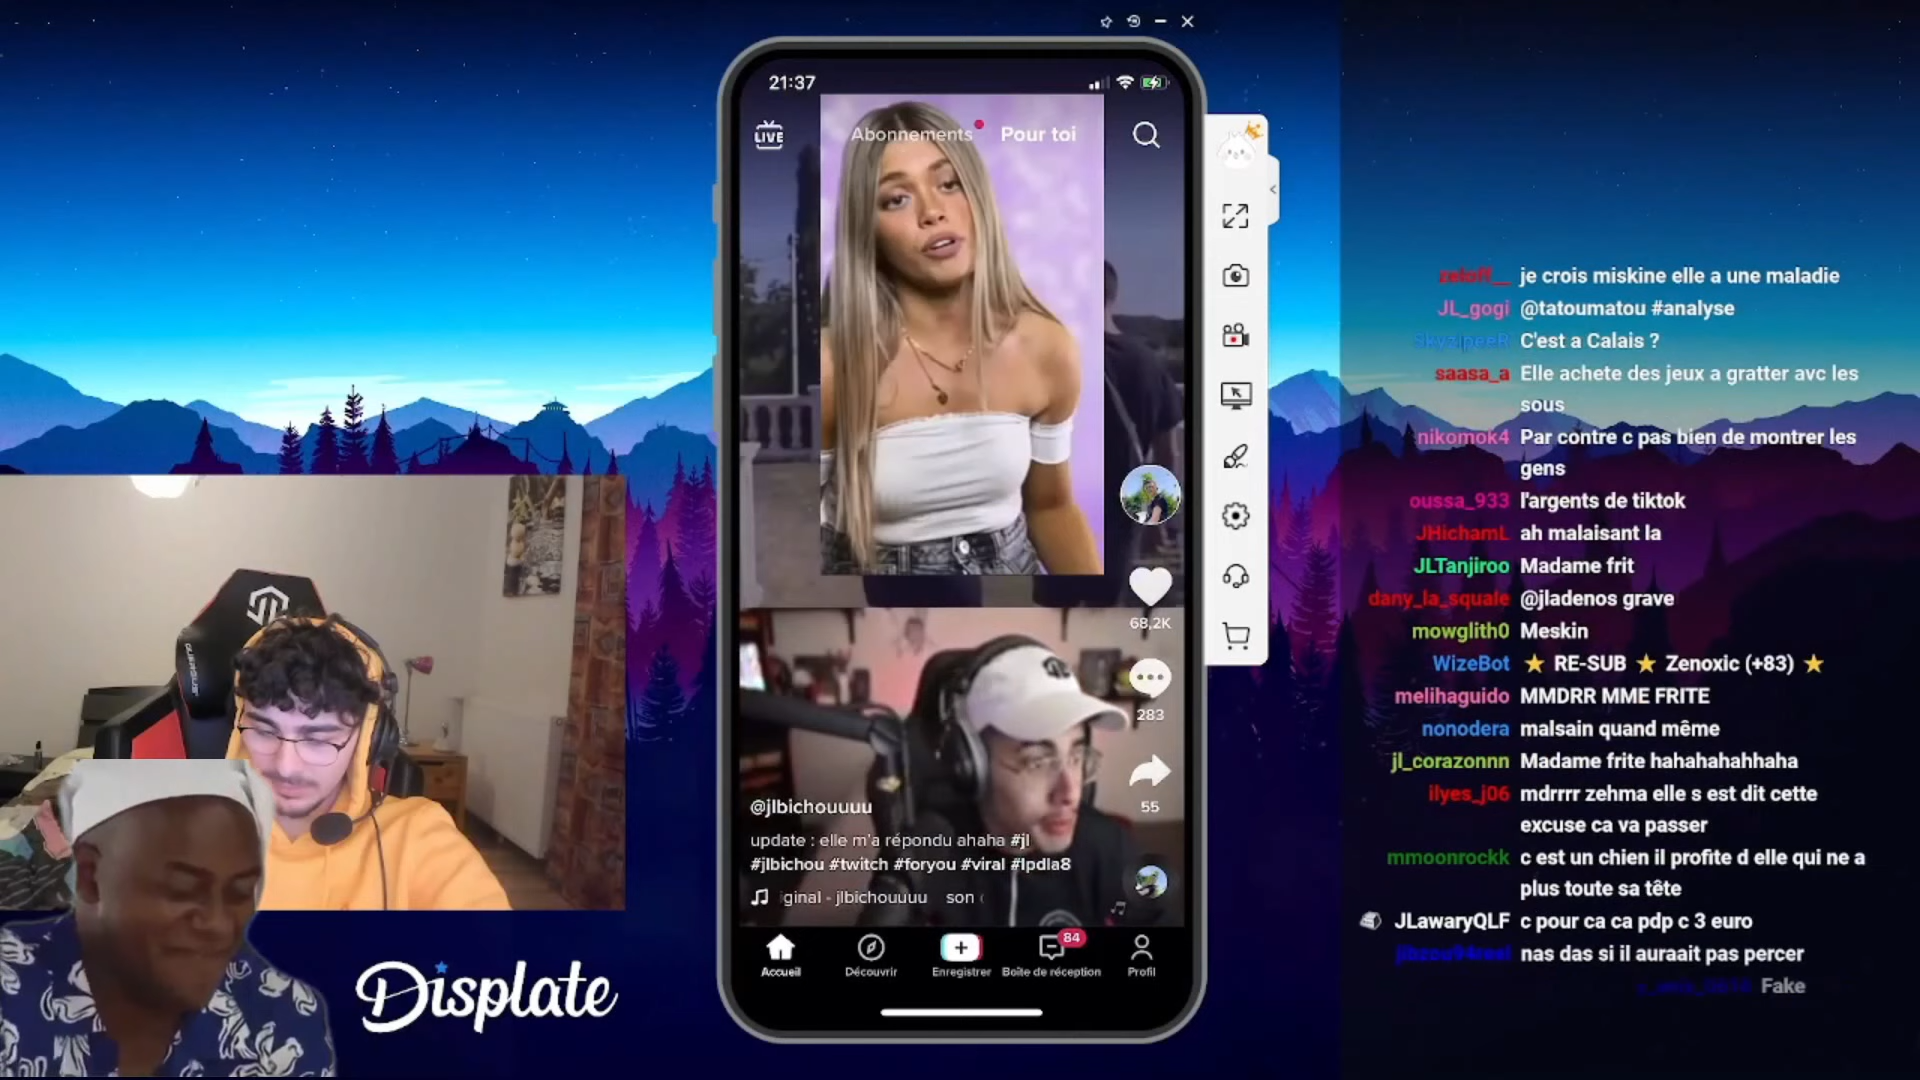 21:37
LIVE
Abonnements
Pour toi
68,2K
283
55
@jlbichouuuu
update : elle m'a répondu ahaha #jl
#jlbichou #twitch #foryou #viral #lpdla8
ginal - jlbichouuuu son
Accueil
Découvrir
Enregistrer
84
Boîte de réception
Profil
Displate
zeloff__ je crois miskine elle a une maladie
JL_gogi @tatoumatou #analyse
C'est a Calais ?
saasa_a Elle achete des jeux a gratter avc les
sous
nikomok4 Par contre c pas bien de montrer les
gens
oussa_933 l'argents de tiktok
JHichamL ah malaisant la
JLTanjiroo Madame frit
dany_la_squale @jladenos grave
mowglith0 Meskin
WizeBot ⭐ RE-SUB ⭐ Zenoxic (+83) ⭐
melihaguido MMDRR MME FRITE
nonodera malsain quand même
jl_corazonnn Madame frite hahahahahhaha
ilyes_j06 mdrrrr zehma elle s est dit cette
excuse ca va passer
mmoonrockk c est un chien il profite d elle qui ne a
plus toute sa tête
JLawaryQLF c pour ca ca pdp c 3 euro
nas das si il auraait pas percer
Fake